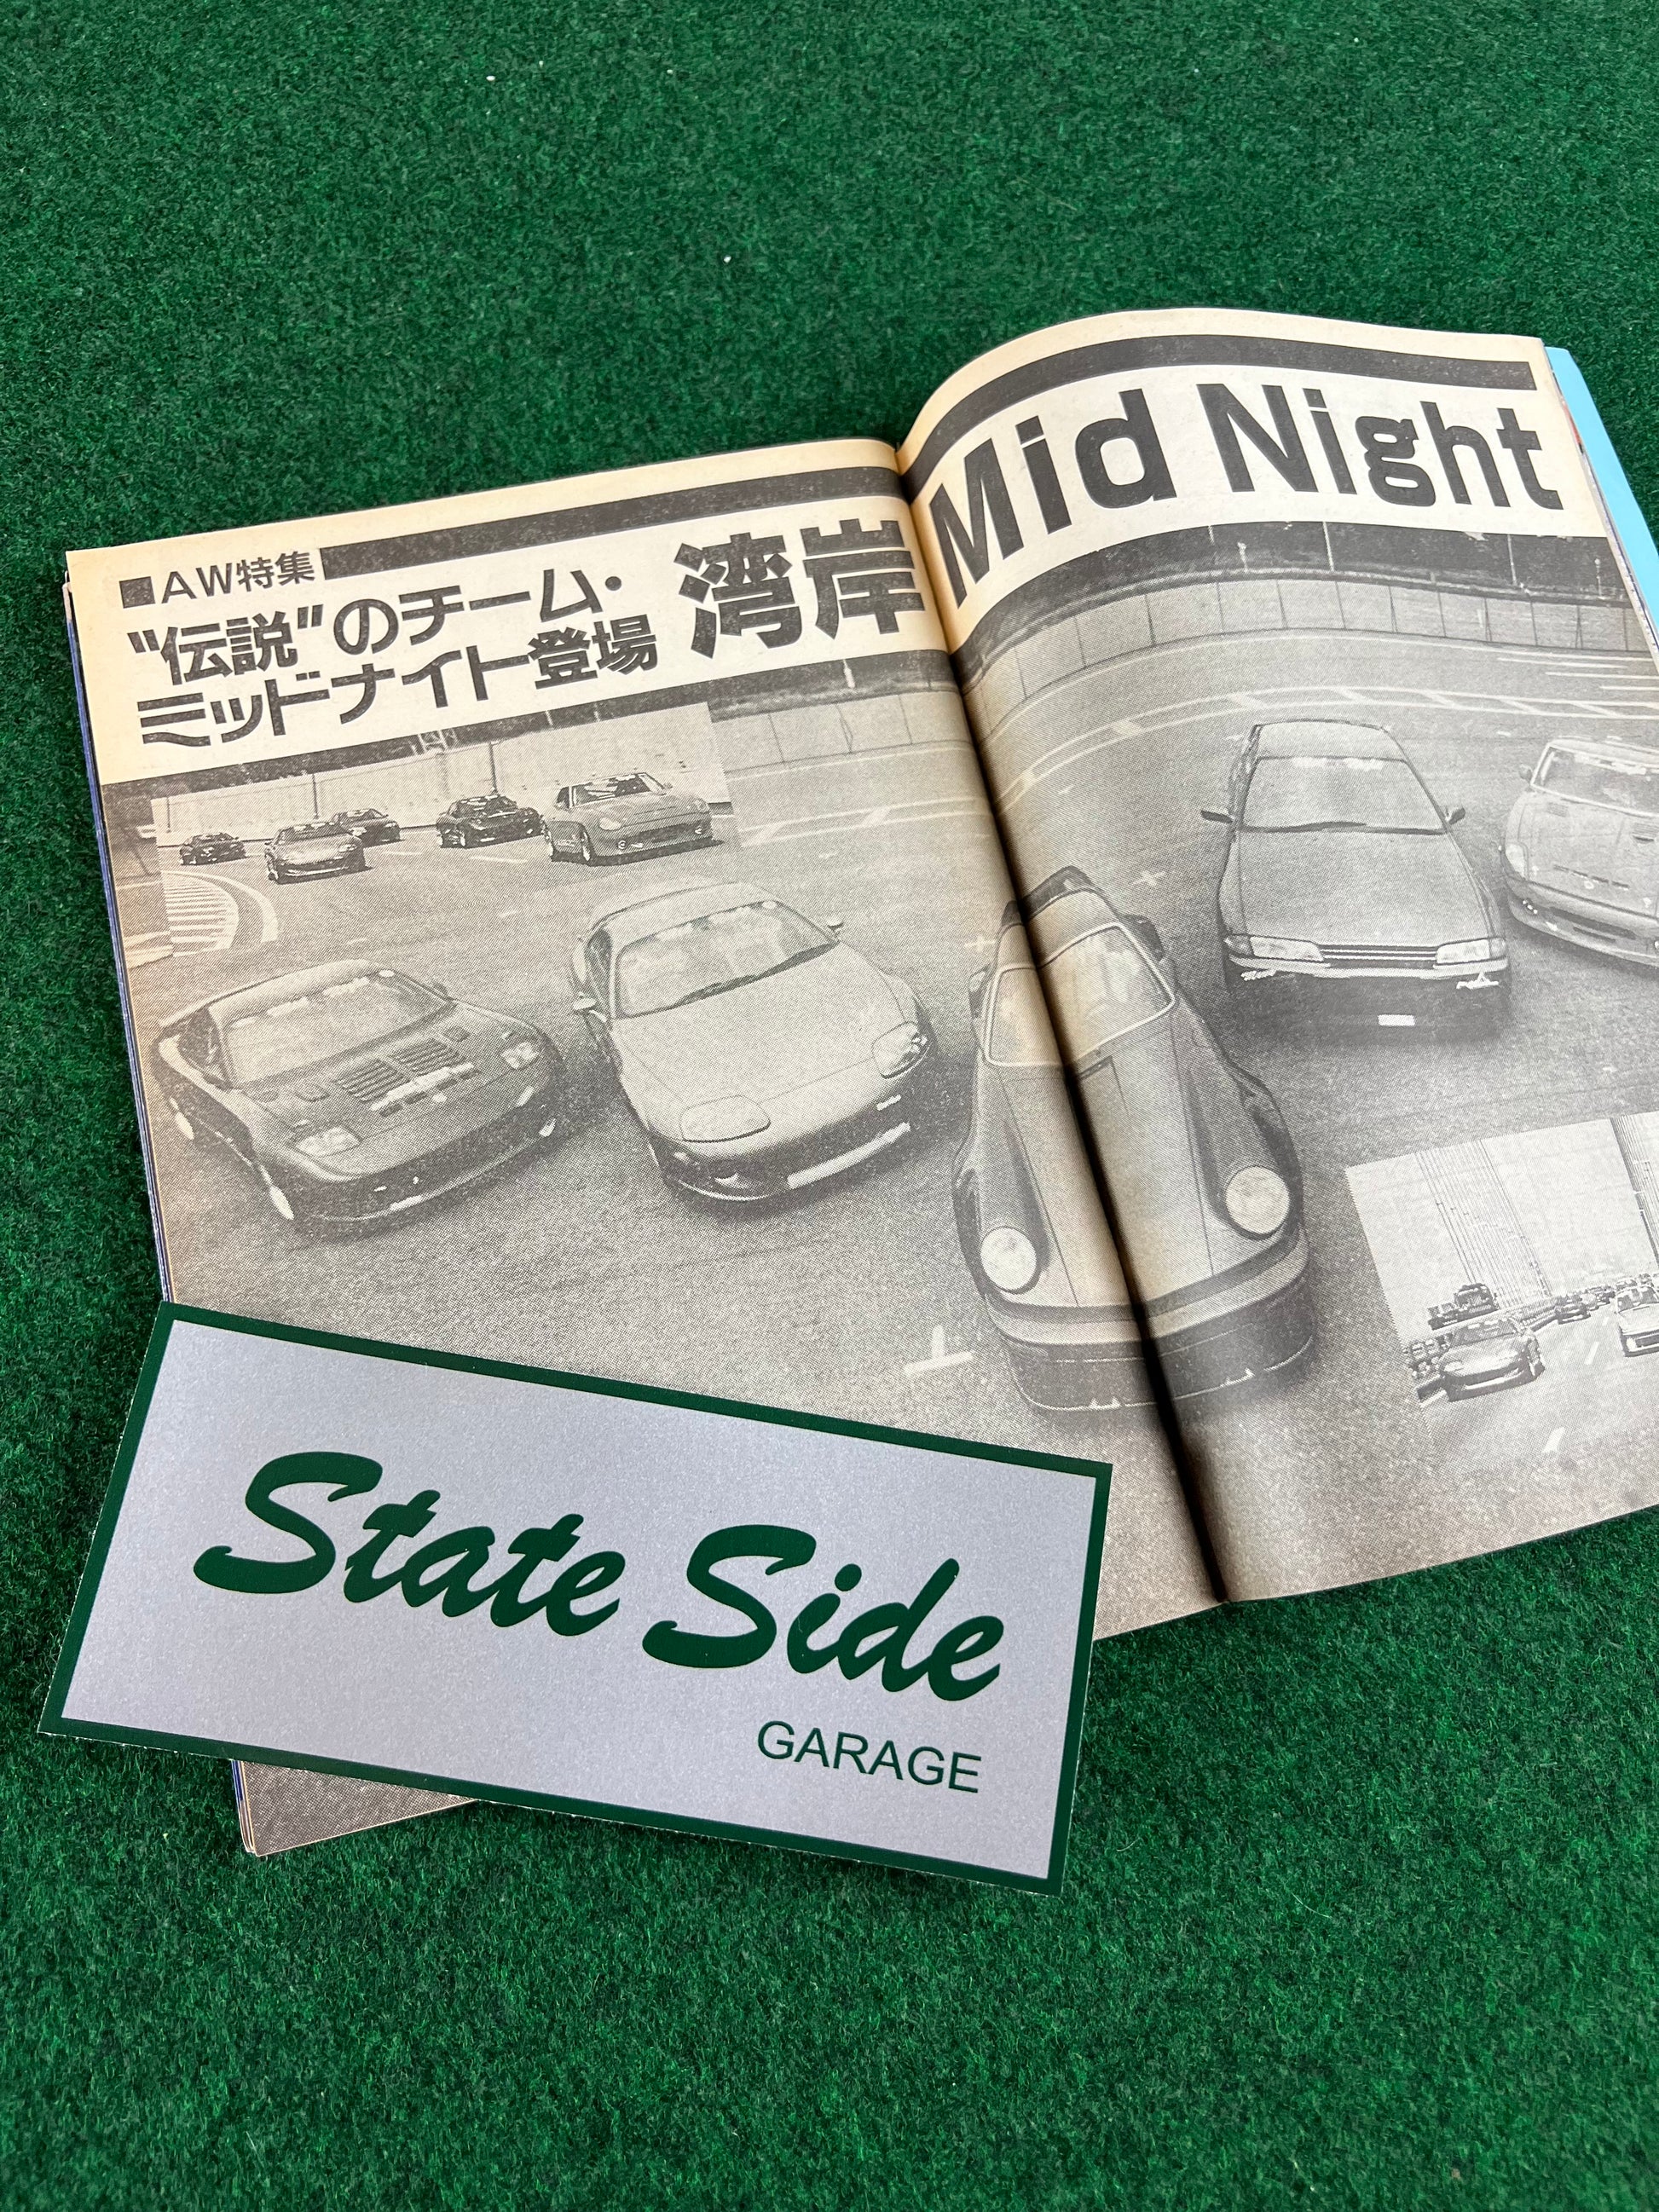 ■AW特集
“伝説”のチーム・
ミッドナイト登場
湾岸 Mid Night
State Side
GARAGE